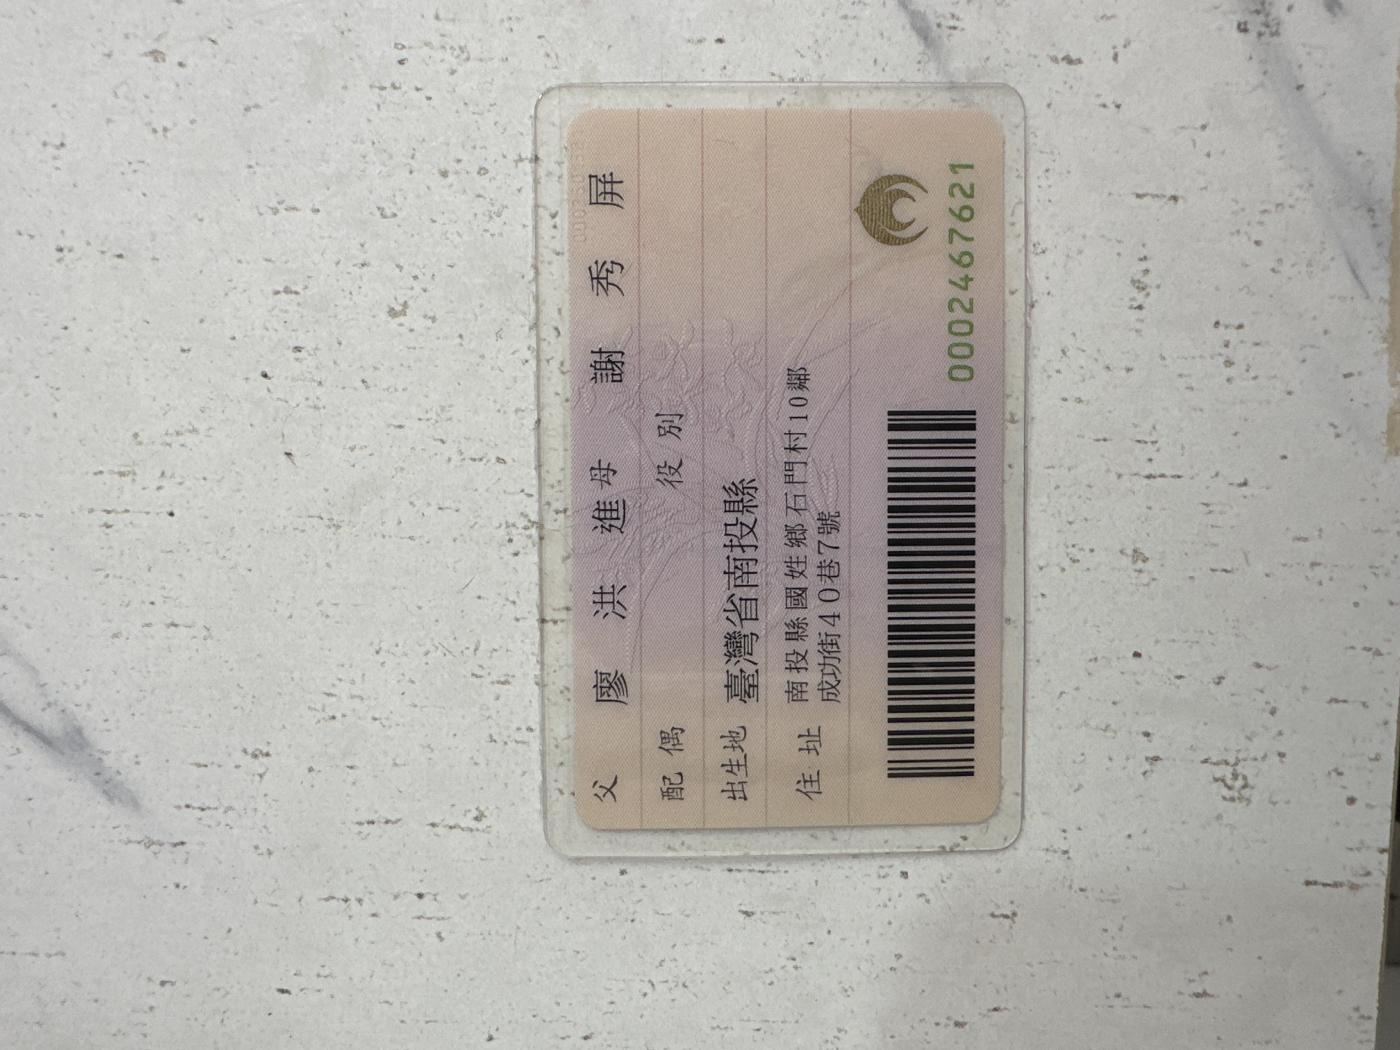 父 廖洪進 母 謝秀屏
配偶 役別
出生地 臺灣省南投縣
住址 南投縣國姓鄉石門村10鄰
成功街40巷7號
0002467621